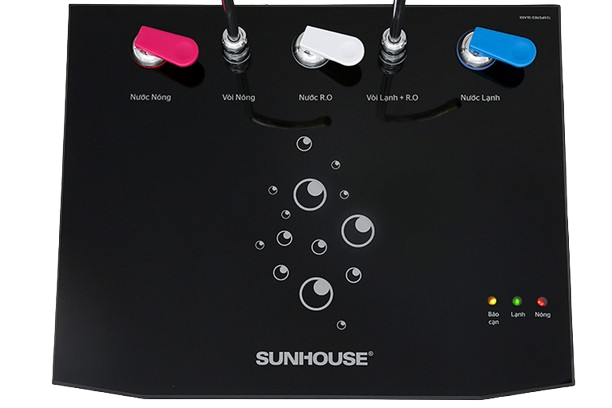 Nước Nóng
Vòi Nóng
Nước R.O
Vòi Lạnh + R.O
Nước Lạnh
Báo cạn
Lạnh
Nóng
SUNHOUSE®